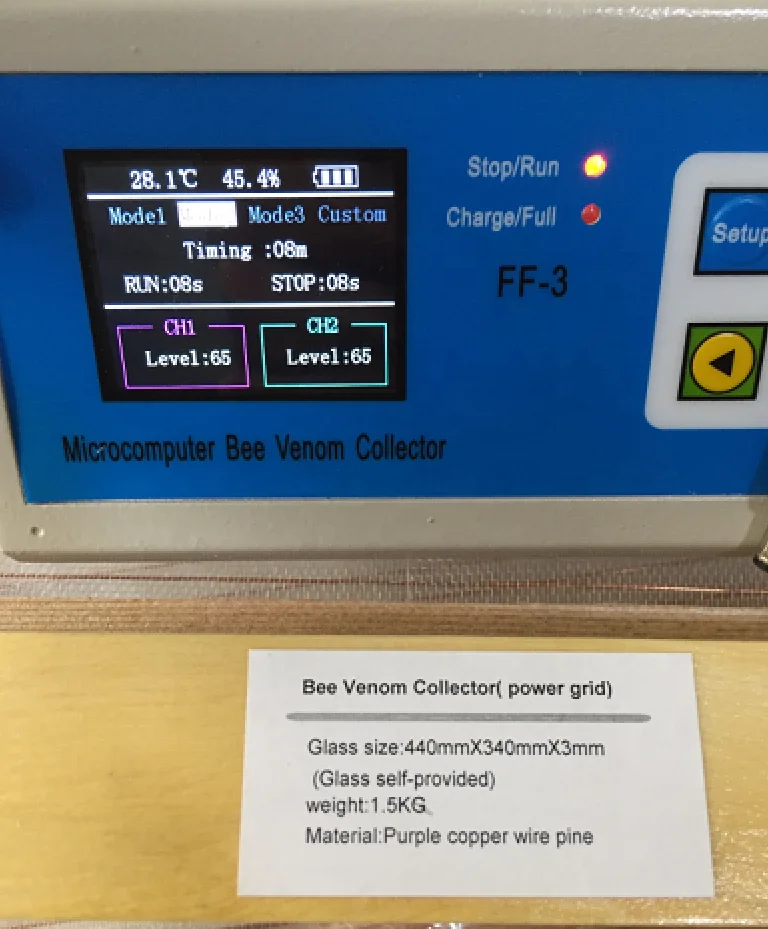 28.1℃ 45.4%
Mode1 Mode3 Custom
Timing :08m
RUN:08s STOP:08s
CH1 CH2
Level:65 Level:65
Microcomputer Bee Venom Collector
Stop/Run
Charge/Full
FF-3
Setup
Bee Venom Collector( power grid)
Glass size:440mmX340mmX3mm
(Glass self-provided)
weight:1.5KG
Material:Purple copper wire pine